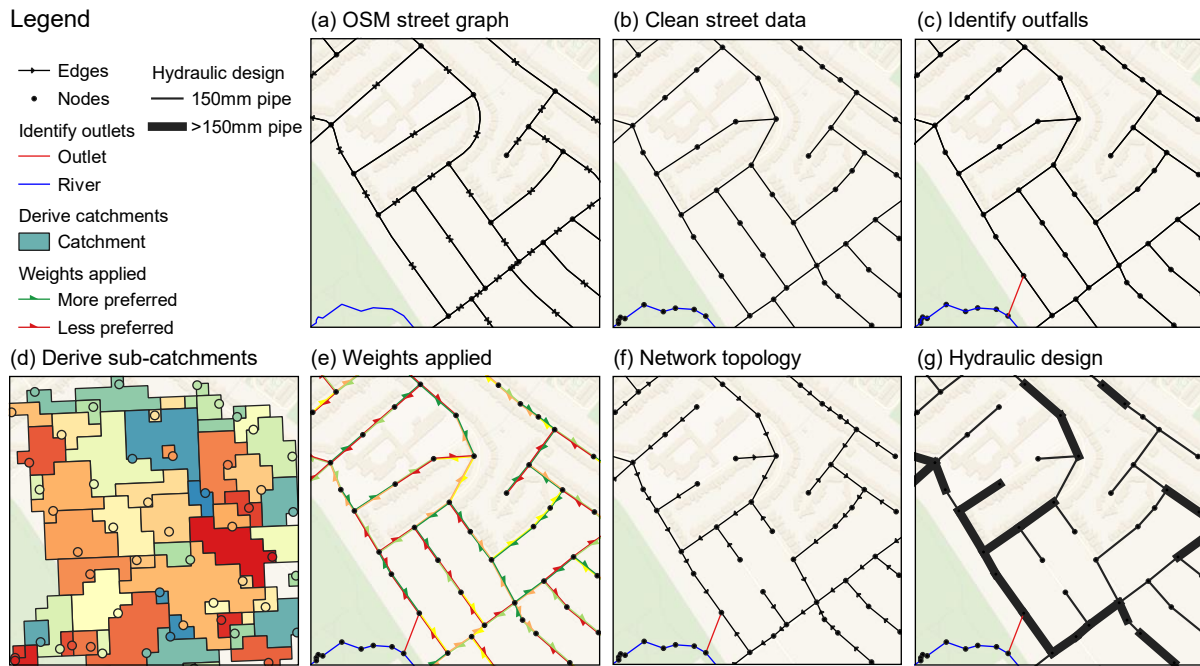 Legend
Edges
Nodes
Hydraulic design
150mm pipe
>150mm pipe
Identify outlets
Outlet
River
Derive catchments
Catchment
Weights applied
More preferred
Less preferred
(a) OSM street graph
(b) Clean street data
(c) Identify outfalls
(d) Derive sub-catchments
(e) Weights applied
(f) Network topology
(g) Hydraulic design